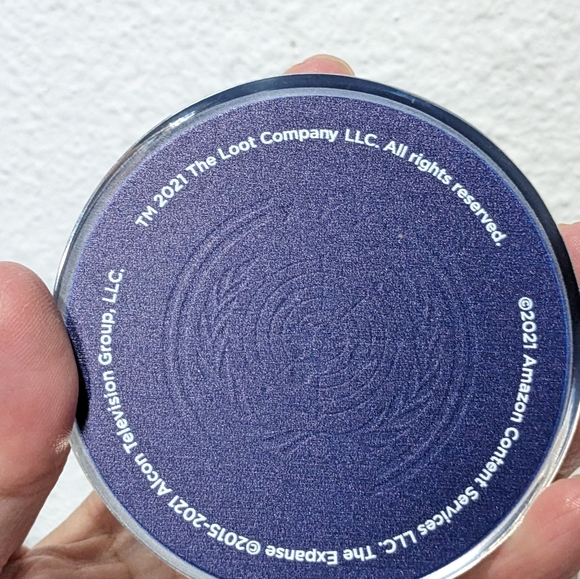 TM 2021 The Loot Company LLC. All rights reserved.
©2021 Amazon Content Services LLC. The Expanse ©2015-2021 Alcon Television Group, LLC.